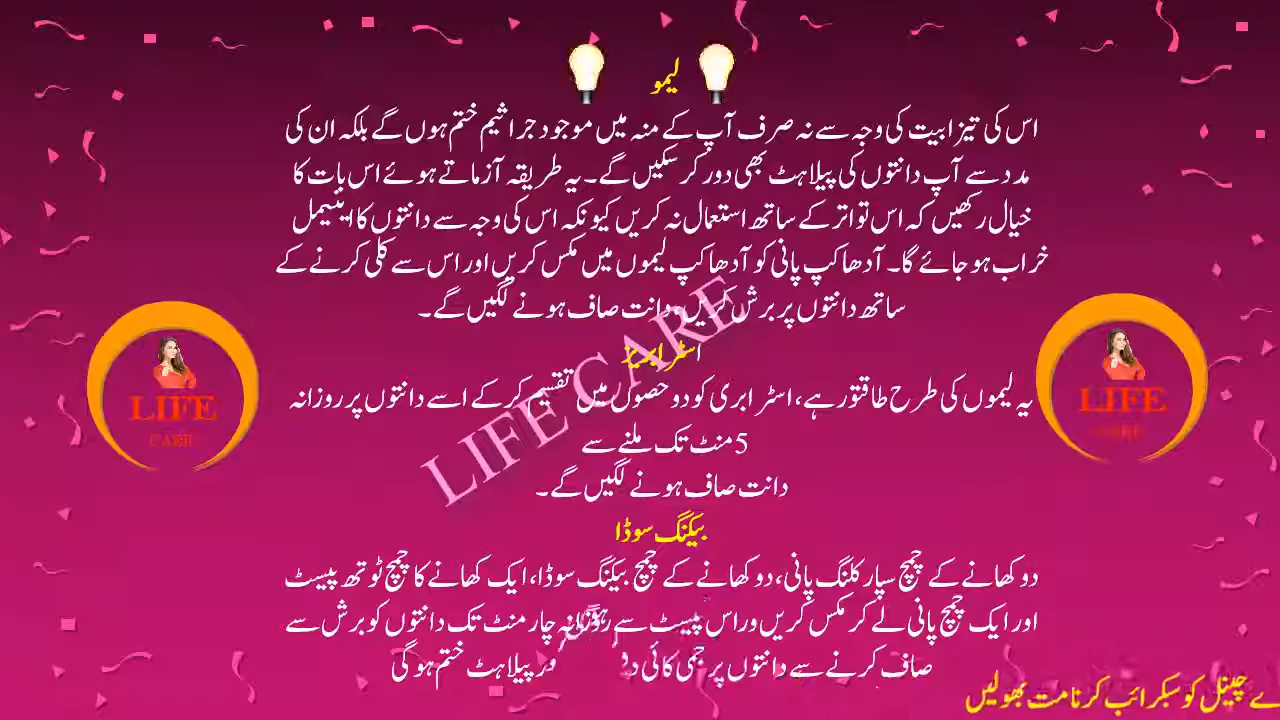 لیمو
اس کی تیزابیت کی وجہ سے نہ صرف آپ کے منہ میں موجود جراثیم ختم ہوں گے بلکہ ان کی
مدد سے آپ دانتوں کی پیلاہٹ بھی دور کر سکیں گے۔ یہ طریقہ آزماتے ہوئے اس بات کا
خیال رکھیں کہ اس تواتر کے ساتھ استعمال نہ کریں کیونکہ اس کی وجہ سے دانتوں کا اینیمل
خراب ہو جائے گا۔ آدھا کپ پانی کو آدھا کپ لیموں میں مکس کریں اور اس سے کلی کرنے کے
ساتھ دانتوں پر برش کریں، دانت صاف ہونے لگیں گے۔
اسٹرابریز
یہ لیموں کی طرح طاقتور ہے، اسٹرابری کو دو حصوں میں تقسیم کرکے اسے دانتوں پر روزانہ
5 منٹ تک ملنے سے
دانت صاف ہونے لگیں گے۔
بیکنگ سوڈا
دو کھانے کے چمچ سپارکلنگ پانی، دو کھانے کے چمچ بیکنگ سوڈا، ایک کھانے کا چمچ ٹوتھ پیسٹ
اور ایک چمچ پانی لے کر مکس کریں وراس پیسٹ سے روزانہ چار منٹ تک دانتوں کو برش سے
صاف کرنے سے دانتوں پر جمی کائی ور پیلاہٹ ختم ہو گی
LIFE CARE
LIFE
CARE
LIFE
CARE
ے چینل کو سبکرائب کرنا مت بھولیں